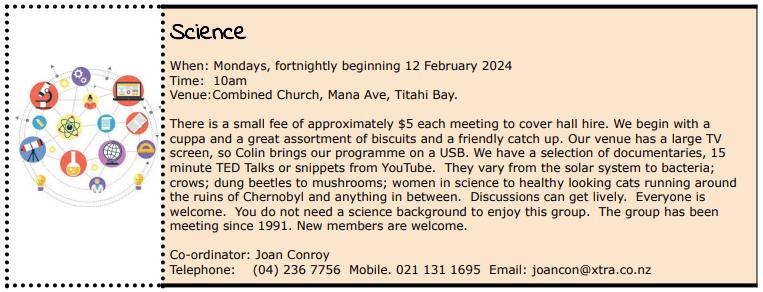 Science
When: Mondays, fortnightly beginning 12 February 2024
Time: 10am
Venue:Combined Church, Mana Ave, Titahi Bay.
There is a small fee of approximately $5 each meeting to cover hall hire. We begin with a
cuppa and a great assortment of biscuits and a friendly catch up. Our venue has a large TV
screen, so Colin brings our programme on a USB. We have a selection of documentaries, 15
minute TED Talks or snippets from YouTube. They vary from the solar system to bacteria;
crows; dung beetles to mushrooms; women in science to healthy looking cats running around
the ruins of Chernobyl and anything in between. Discussions can get lively. Everyone is
welcome. You do not need a science background to enjoy this group. The group has been
meeting since 1991. New members are welcome.
Co-ordinator: Joan Conroy
Telephone: (04) 236 7756 Mobile. 021 131 1695 Email: joancon@xtra.co.nz